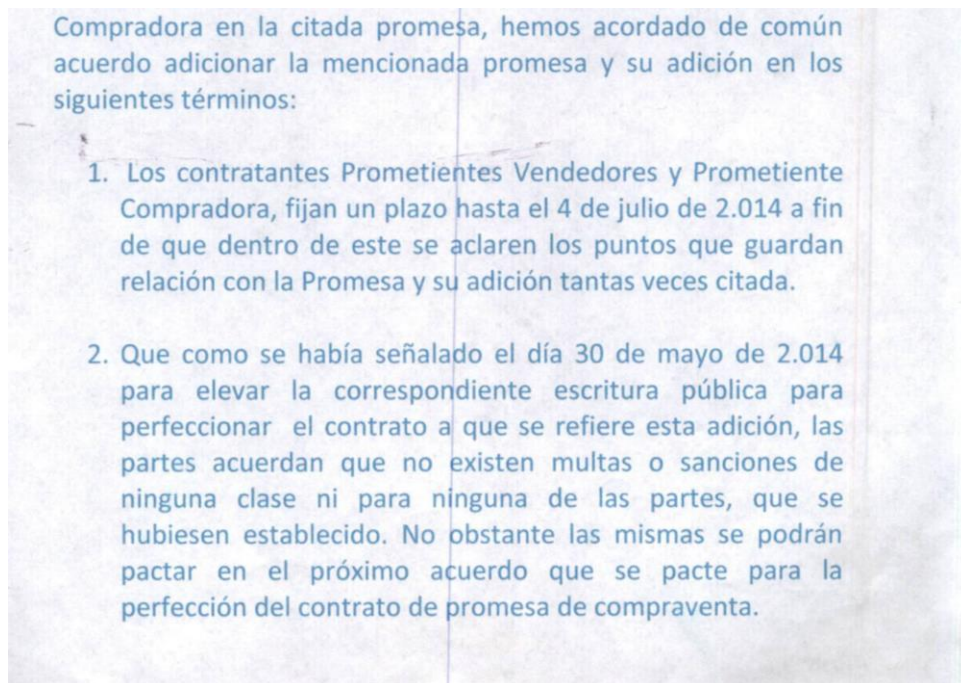 Compradora en la citada promesa, hemos acordado de común
acuerdo adicionar la mencionada promesa y su adición en los
siguientes términos:
1. Los contratantes Prometientes Vendedores y Prometiente
Compradora, fijan un plazo hasta el 4 de julio de 2.014 a fin
de que dentro de este se aclaren los puntos que guardan
relación con la Promesa y su adición tantas veces citada.
2. Que como se había señalado el día 30 de mayo de 2.014
para elevar la correspondiente escritura pública para
perfeccionar el contrato a que se refiere esta adición, las
partes acuerdan que no existen multas o sanciones de
ninguna clase ni para ninguna de las partes, que se
hubiesen establecido. No obstante las mismas se podrán
pactar en el próximo acuerdo que se pacte para la
perfección del contrato de promesa de compraventa.